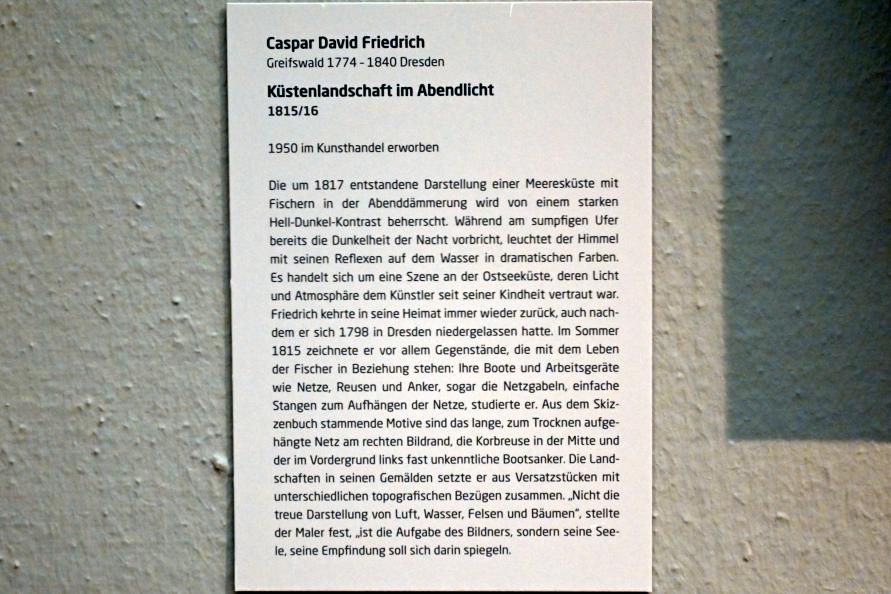 Caspar David Friedrich
Greifswald 1774 – 1840 Dresden
Küstenlandschaft im Abendlicht
1815/16
1950 im Kunsthandel erworben
Die um 1817 entstandene Darstellung einer Meeresküste mit
Fischern in der Abenddämmerung wird von einem starken
Hell-Dunkel-Kontrast beherrscht. Während am sumpfigen Ufer
bereits die Dunkelheit der Nacht vorbricht, leuchtet der Himmel
mit seinen Reflexen auf dem Wasser in dramatischen Farben.
Es handelt sich um eine Szene an der Ostseeküste, deren Licht
und Atmosphäre dem Künstler seit seiner Kindheit vertraut war.
Friedrich kehrte in seine Heimat immer wieder zurück, auch nach-
dem er sich 1798 in Dresden niedergelassen hatte. Im Sommer
1815 zeichnete er vor allem Gegenstände, die mit dem Leben
der Fischer in Beziehung stehen: Ihre Boote und Arbeitsgeräte
wie Netze, Reusen und Anker, sogar die Netzgabeln, einfache
Stangen zum Aufhängen der Netze, studierte er. Aus dem Skiz-
zenbuch stammende Motive sind das lange, zum Trocknen aufge-
hängte Netz am rechten Bildrand, die Korbreuse in der Mitte und
der im Vordergrund links fast unkenntliche Bootsanker. Die Land-
schaften in seinen Gemälden setzte er aus Versatzstücken mit
unterschiedlichen topografischen Bezügen zusammen. „Nicht die
treue Darstellung von Luft, Wasser, Felsen und Bäumen", stellte
der Maler fest, „ist die Aufgabe des Bildners, sondern seine See-
le, seine Empfindung soll sich darin spiegeln.